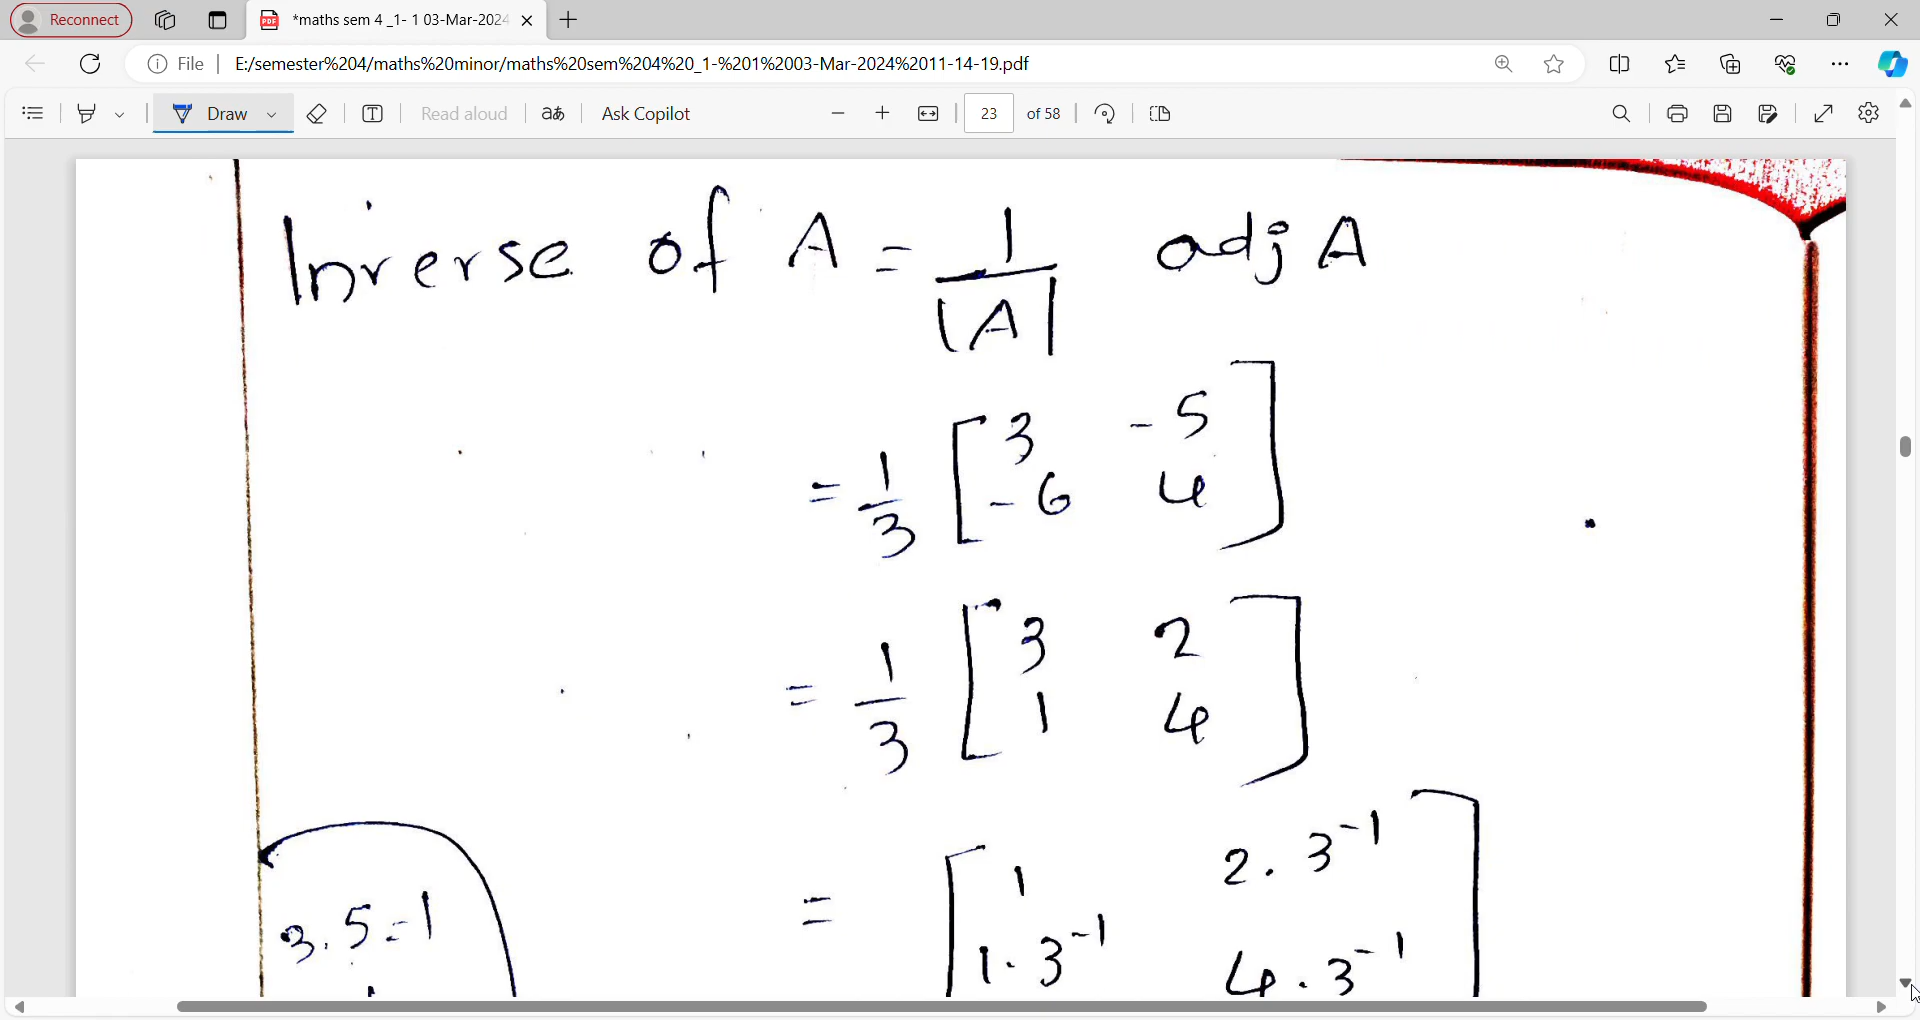 Reconnect
*maths sem 4 _1- 1 03-Mar-2024
File
E:/semester%204/maths%20minor/maths%20sem%204%20_1-%201%2003-Mar-2024%2011-14-19.pdf
Draw
Read aloud
aあ
Ask Copilot
23 of 58
Inverse of A = 1/|A| adj A
= 1/3 [3 -5
-6 4]
= 1/3 [3 2
1 4]
= [1 2.3⁻¹
1.3⁻¹ 4.3⁻¹]
3.5=1